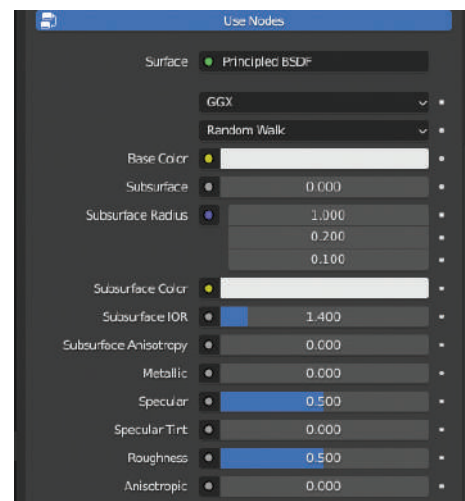 Use Nodes
Surface Principled BSDF
GGX
Random Walk
Base Color
Subsurface 0.000
Subsurface Radius 1.000
0.200
0.100
Subsurface Color
Subsurface IOR 1.400
Subsurface Anisotropy 0.000
Metallic 0.000
Specular 0.500
Specular Tint 0.000
Roughness 0.500
Anisotropic 0.000